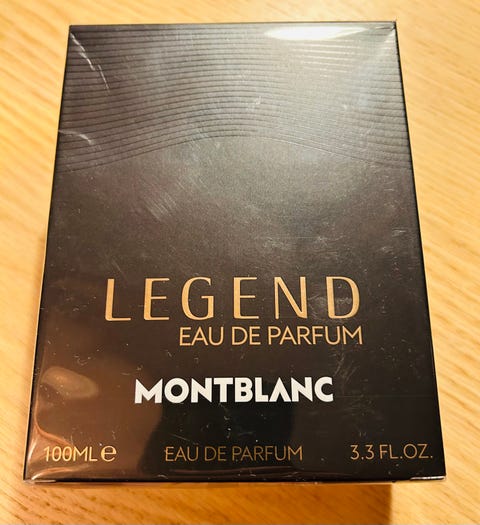 LEGEND
EAU DE PARFUM
MONTBLANC
100ML ℮ EAU DE PARFUM 3.3 FL.OZ.